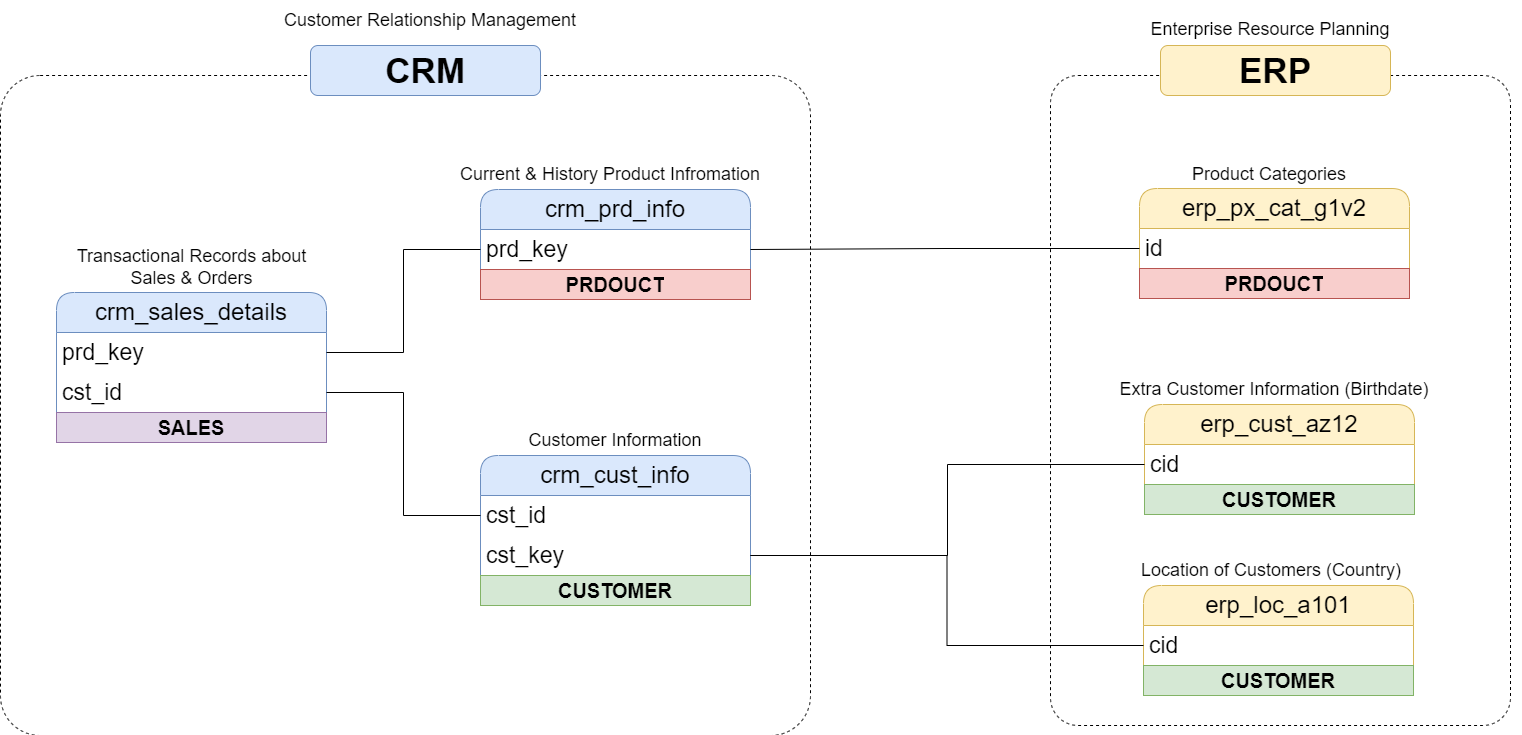 Customer Relationship Management
CRM
Enterprise Resource Planning
ERP
Transactional Records about
Sales & Orders
crm_sales_details
prd_key
cst_id
SALES
Current & History Product Infromation
crm_prd_info
prd_key
PRDOUCT
Customer Information
crm_cust_info
cst_id
cst_key
CUSTOMER
Product Categories
erp_px_cat_g1v2
id
PRDOUCT
Extra Customer Information (Birthdate)
erp_cust_az12
cid
CUSTOMER
Location of Customers (Country)
erp_loc_a101
cid
CUSTOMER